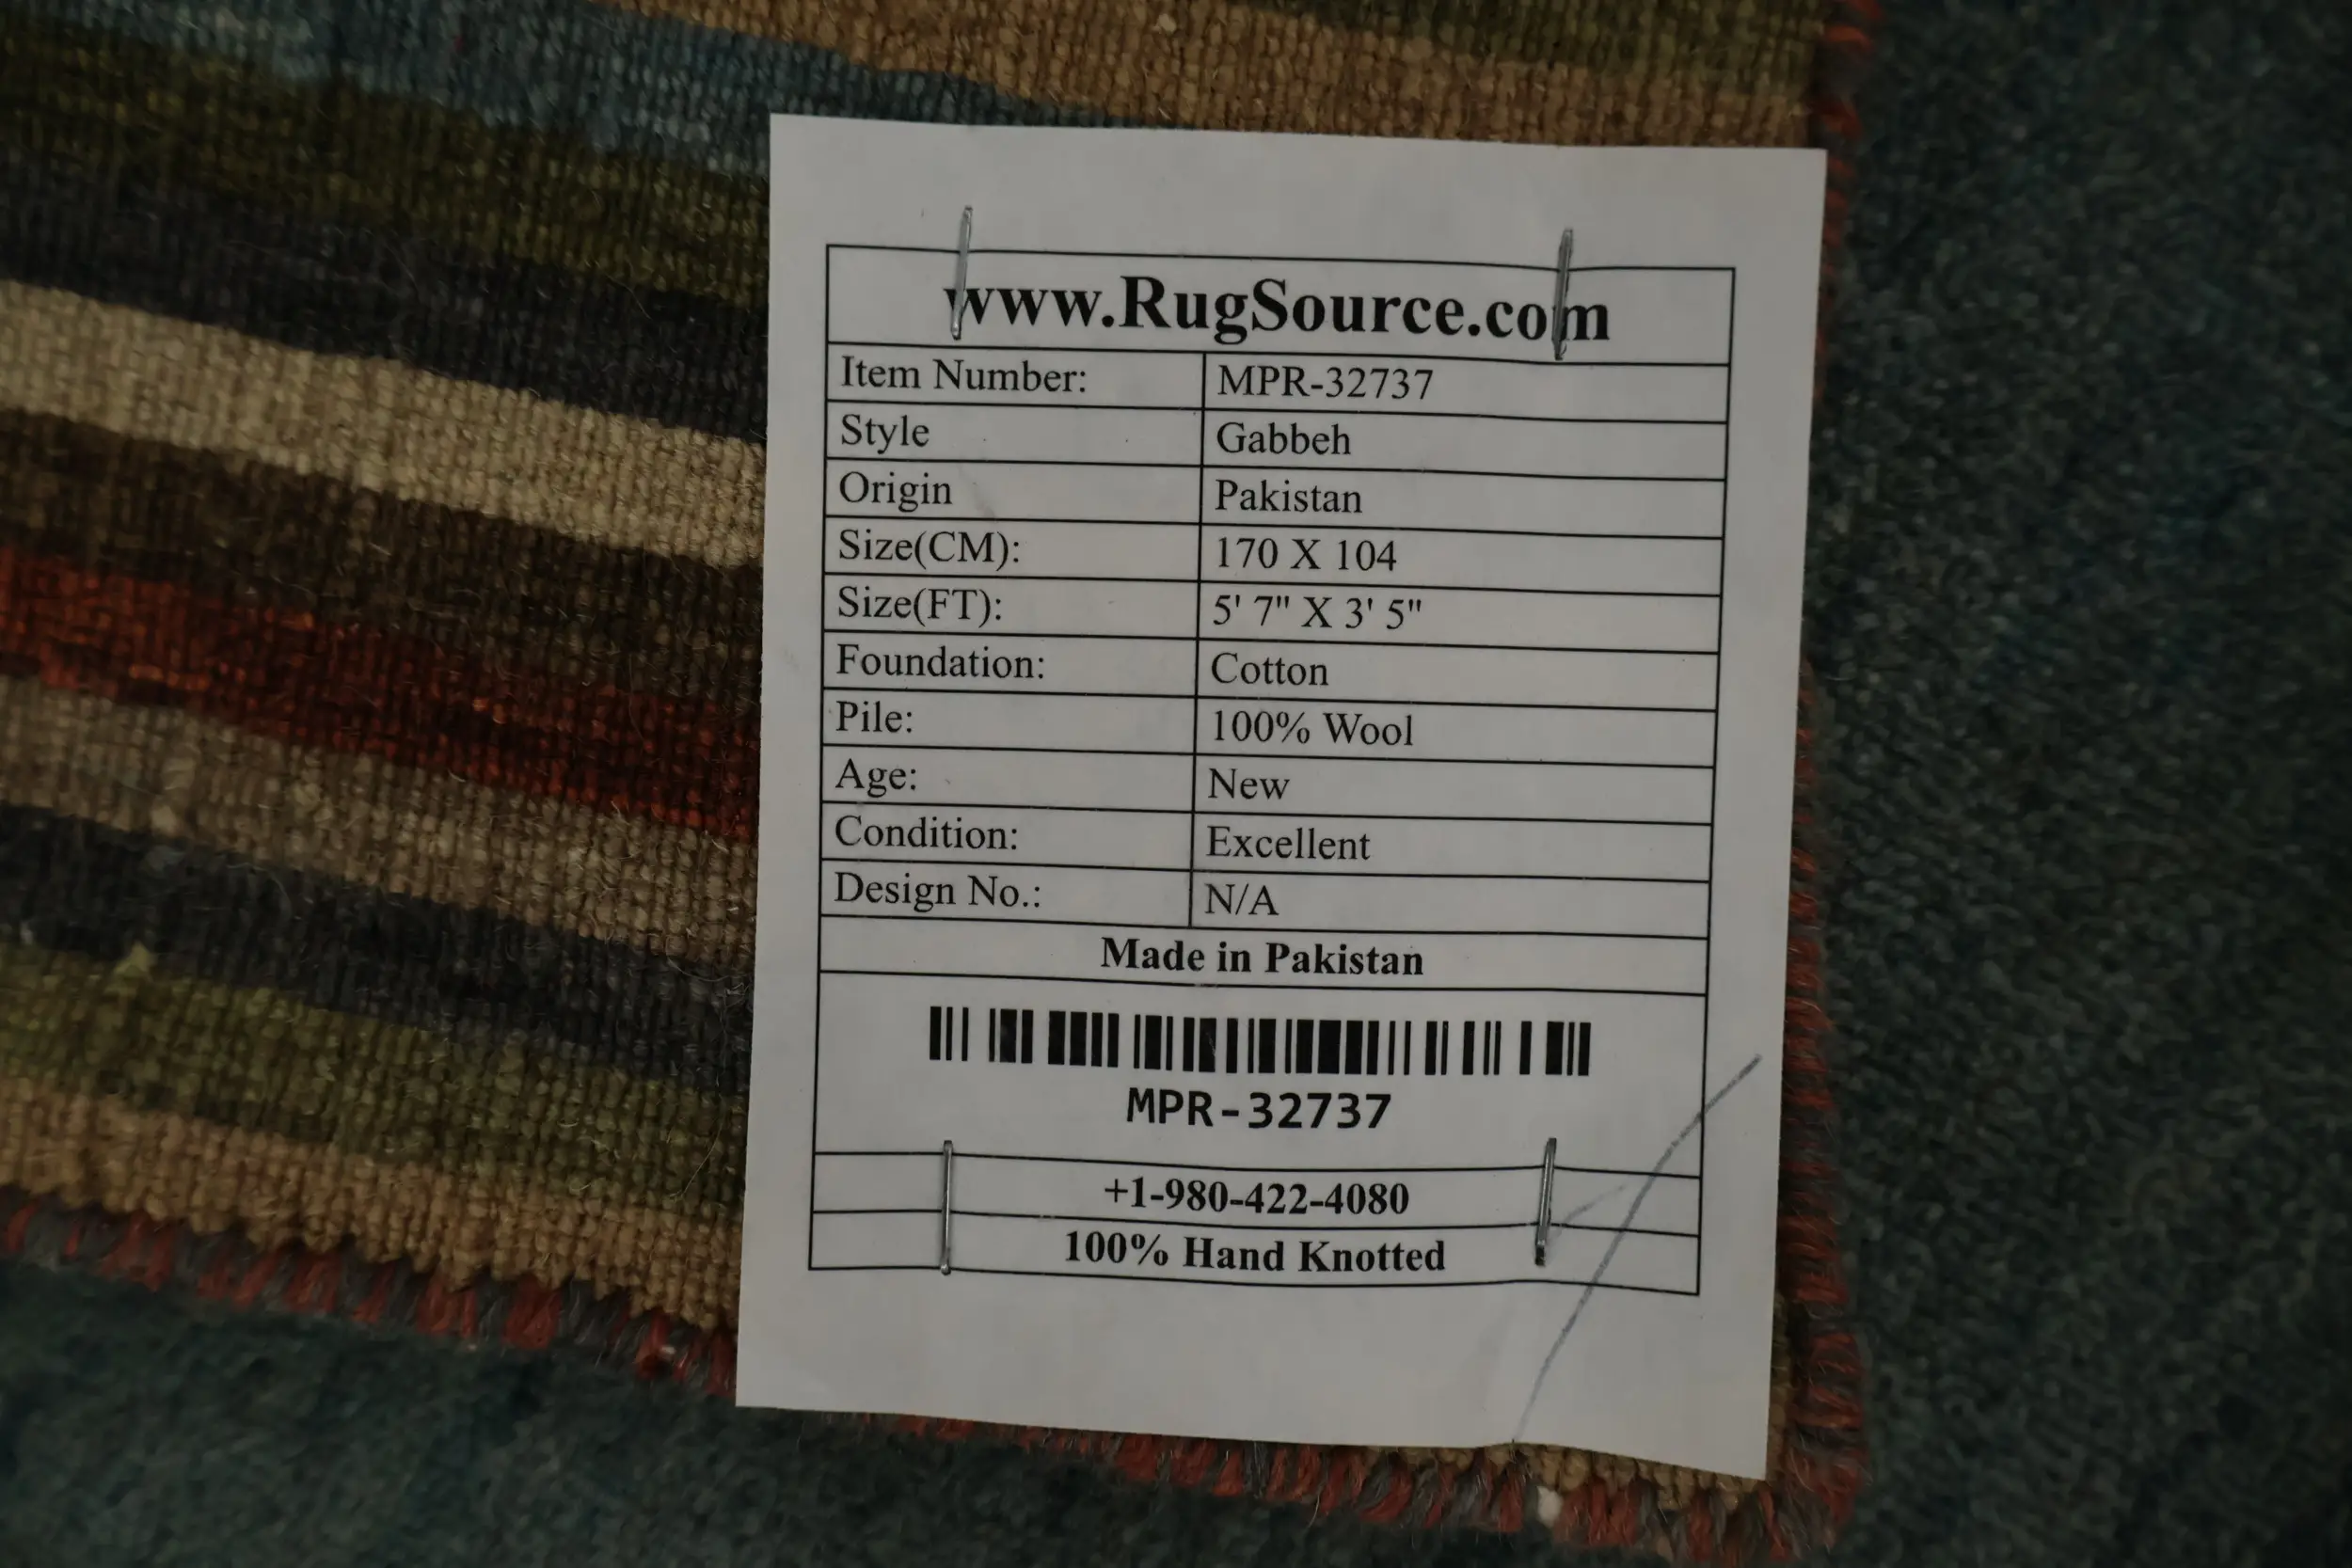 www.RugSource.com
Item Number: MPR-32737
Style Gabbeh
Origin Pakistan
Size(CM): 170 X 104
Size(FT): 5' 7" X 3' 5"
Foundation: Cotton
Pile: 100% Wool
Age: New
Condition: Excellent
Design No.: N/A
Made in Pakistan
MPR-32737
+1-980-422-4080
100% Hand Knotted